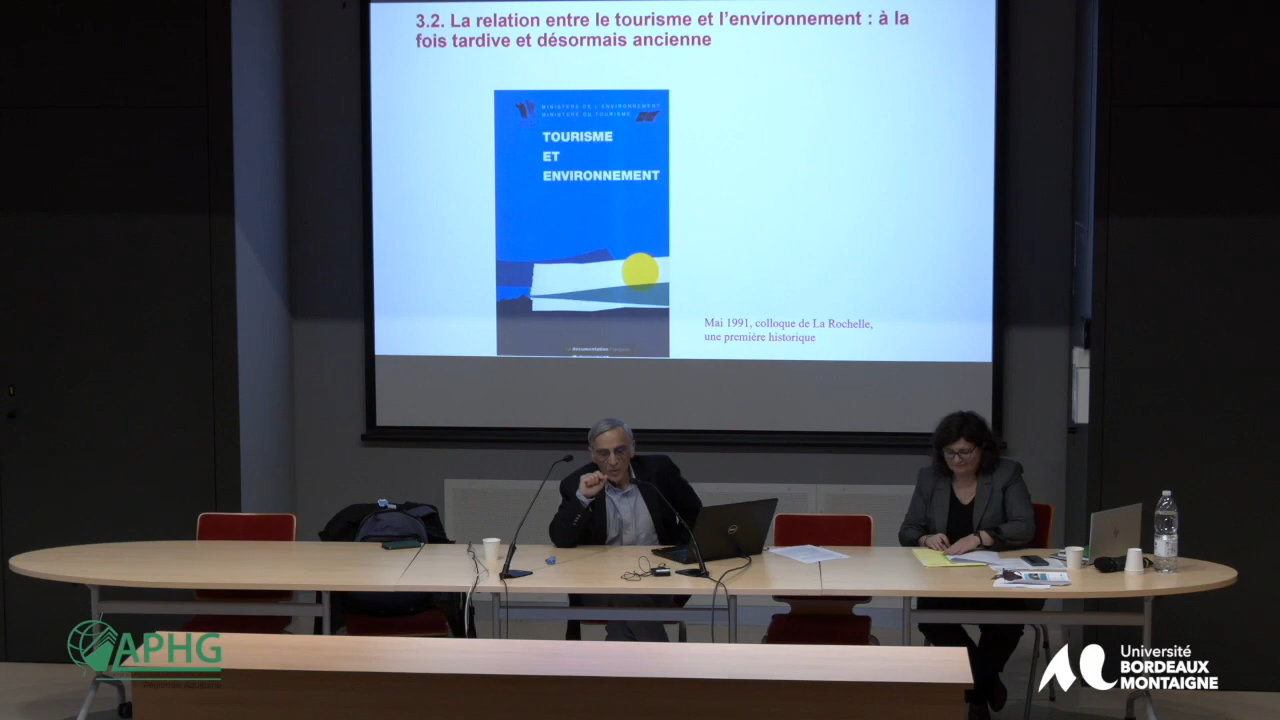 3.2. La relation entre le tourisme et l'environnement : à la
fois tardive et désormais ancienne
MINISTERE DE L'ENVIRONNEMENT
MINISTERE DU TOURISME
TOURISME
ET
ENVIRONNEMENT
Mai 1991, colloque de La Rochelle,
une première historique
DELL
APHG
Université
BORDEAUX
MONTAIGNE